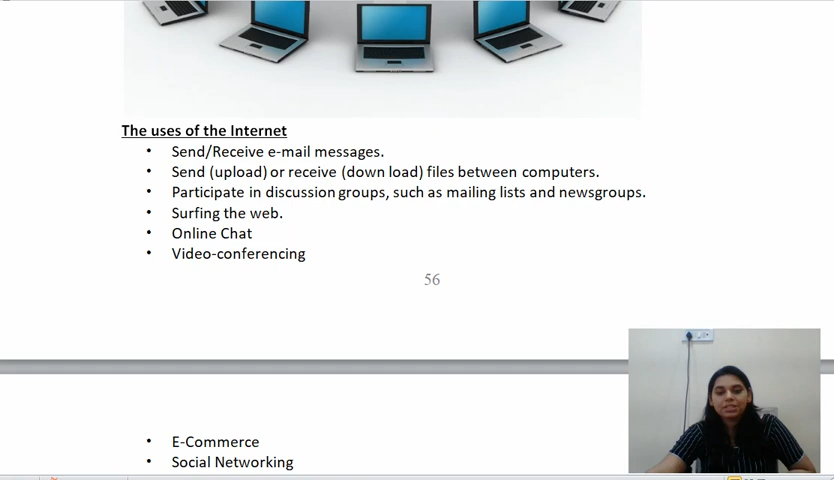 The uses of the Internet
• Send/Receive e-mail messages.
• Send (upload) or receive (down load) files between computers.
• Participate in discussion groups, such as mailing lists and newsgroups.
• Surfing the web.
• Online Chat
• Video-conferencing
56
• E-Commerce
• Social Networking